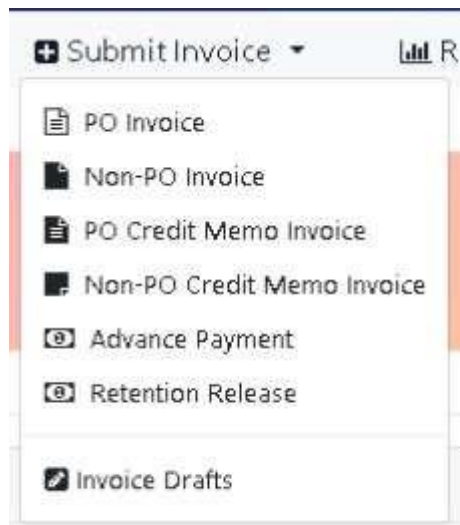 Submit Invoice R
PO Invoice
Non-PO Invoice
PO Credit Memo Invoice
Non-PO Credit Memo Invoice
Advance Payment
Retention Release
Invoice Drafts